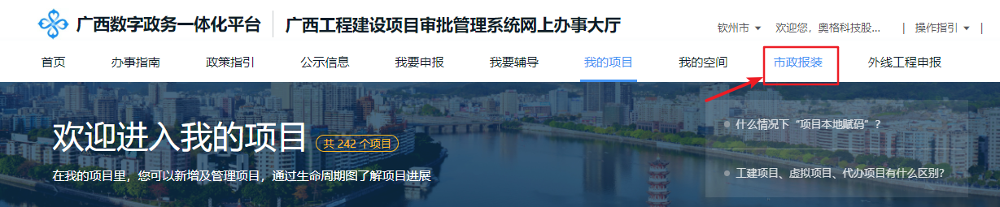 广西数字政务一体化平台 | 广西工程建设项目审批管理系统网上办事大厅
钦州市 欢迎您，奥格科技股... | 操作指引 |
首页 办事指南 政策指引 公示信息 我要申报 我要辅导 我的项目 我的空间 市政报装 外线工程申报
欢迎进入我的项目 共 242 个项目
在我的项目里，您可以新增及管理项目，通过生命周期图了解项目进展
什么情况下“项目本地赋码”？
工建项目、虚拟项目、代办项目有什么区别?